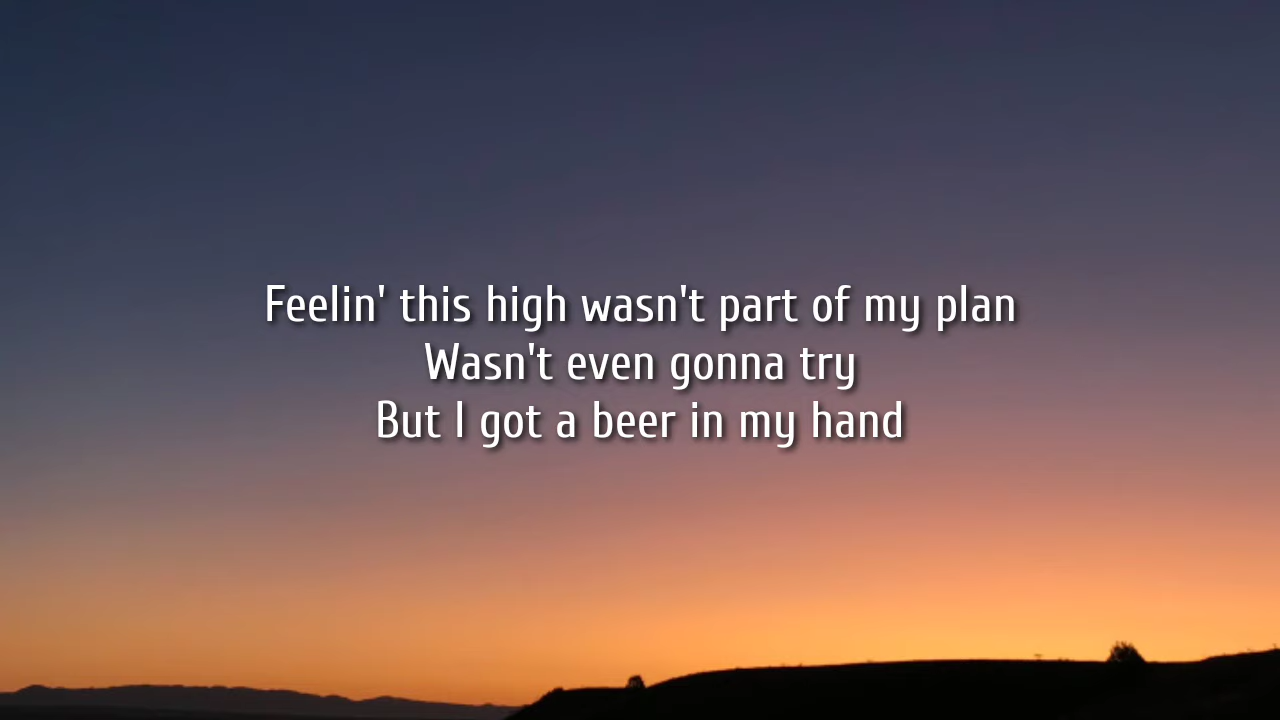 Feelin' this high wasn't part of my plan
Wasn't even gonna try
But I got a beer in my hand